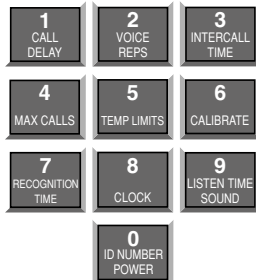 1
CALL
DELAY
2
VOICE
REPS
3
INTERCALL
TIME
4
MAX CALLS
5
TEMP LIMITS
6
CALIBRATE
7
RECOGNITION
TIME
8
CLOCK
9
LISTEN TIME
SOUND
0
ID NUMBER
POWER